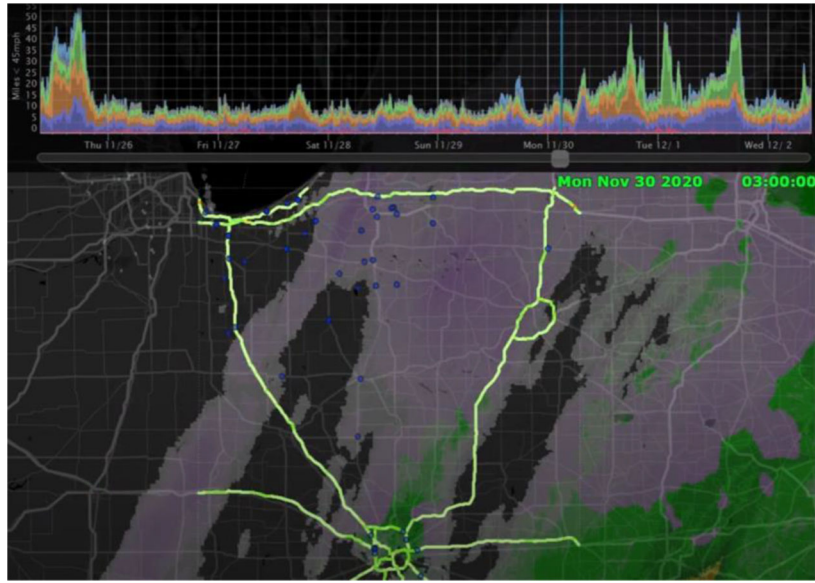 55
50
45
40
35
30
25
20
15
10
5
0
Miles < 45mph
Thu 11/26
Fri 11/27
Sat 11/28
Sun 11/29
Mon 11/30
Tue 12/ 1
Wed 12/ 2
Mon Nov 30 2020 03:00:00